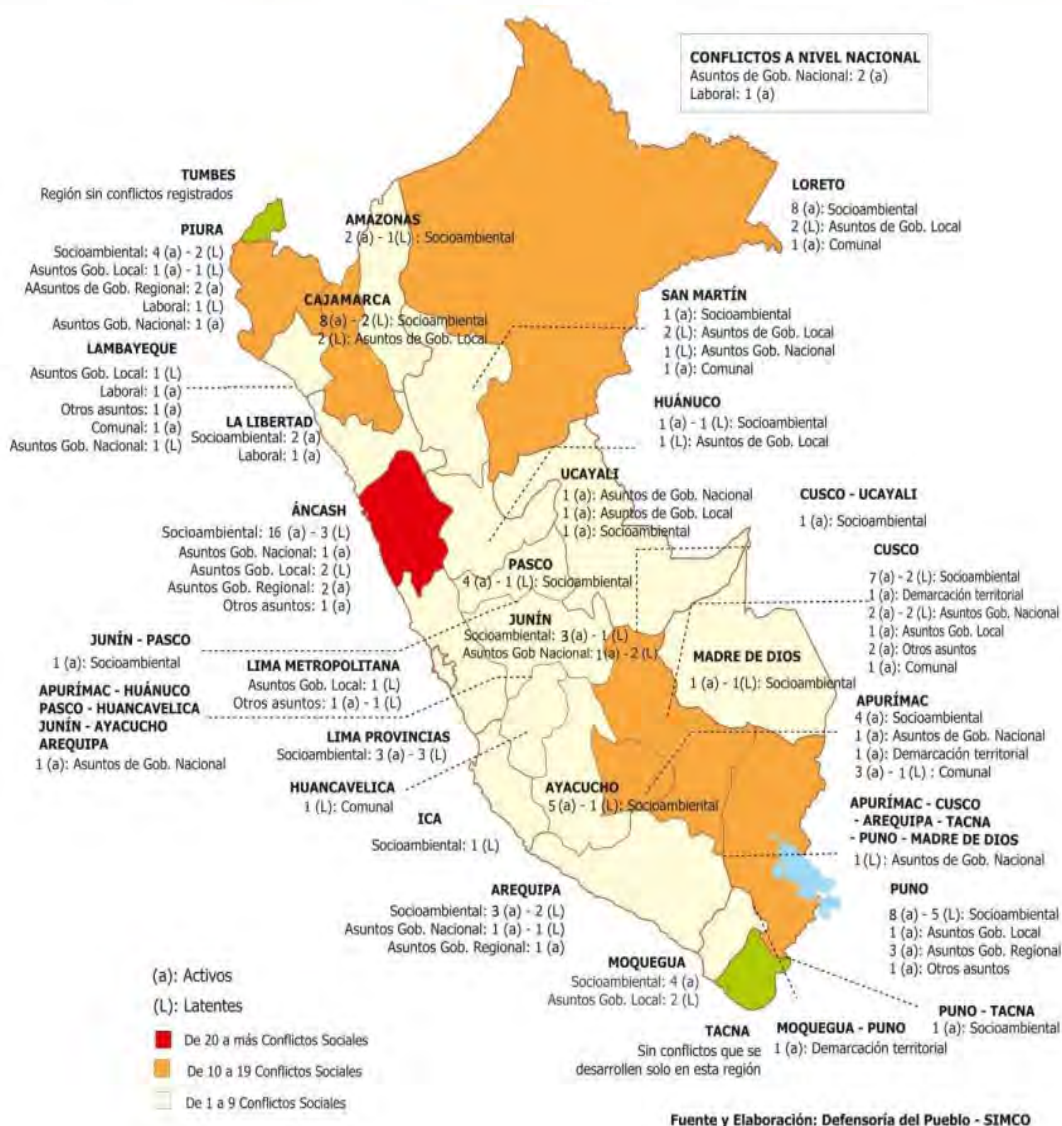 CONFLICTOS A NIVEL NACIONAL
Asuntos de Gob. Nacional: 2 (a)
Laboral: 1 (a)
TUMBES
Región sin conflictos registrados
PIURA
Socioambiental: 4 (a) - 2 (L)
Asuntos Gob. Local: 1 (a) - 1 (L)
AAsuntos de Gob. Regional: 2 (a)
Laboral: 1 (L)
Asuntos Gob. Nacional: 1 (a)
LAMBAYEQUE
Asuntos Gob. Local: 1 (L)
Laboral: 1 (a)
Otros asuntos: 1 (a)
Comunal: 1 (a)
Asuntos Gob. Nacional: 1 (L)
AMAZONAS
2 (a) - 1(L) : Socioambiental
CAJAMARCA
8(a) - 2 (L): Socioambiental
2 (L): Asuntos de Gob. Local
LORETO
8 (a): Socioambiental
2 (L): Asuntos de Gob. Local
1 (a): Comunal
SAN MARTÍN
1 (a): Socioambiental
2 (L): Asuntos de Gob. Local
1 (L): Asuntos Gob. Nacional
1 (a): Comunal
HUÁNUCO
1 (a) - 1 (L): Socioambiental
1 (L): Asuntos de Gob. Local
LA LIBERTAD
Socioambiental: 2 (a)
Laboral: 1 (a)
UCAYALI
1 (a): Asuntos de Gob. Nacional
1 (a): Asuntos de Gob. Local
1 (a): Socioambiental
CUSCO - UCAYALI
1 (a): Socioambiental
ÁNCASH
Socioambiental: 16 (a) - 3 (L)
Asuntos Gob. Nacional: 1 (a)
Asuntos Gob. Local: 2 (L)
Asuntos Gob. Regional: 2 (a)
Otros asuntos: 1 (a)
PASCO
4 (a) - 1 (L): Socioambiental
CUSCO
7 (a) - 2 (L): Socioambiental
1 (a): Demarcación territorial
2 (a) - 2 (L): Asuntos Gob. Nacional
1 (a): Asuntos Gob. Local
2 (a): Otros asuntos
1 (a): Comunal
JUNÍN
Socioambiental: 3 (a) - 1 (L)
Asuntos Gob Nacional: 1 (a) - 2 (L)
JUNÍN - PASCO
1 (a): Socioambiental
LIMA METROPOLITANA
Asuntos Gob. Local: 1 (L)
Otros asuntos: 1 (a) - 1 (L)
MADRE DE DIOS
1 (a) - 1(L): Socioambiental
APURÍMAC - HUÁNUCO
PASCO - HUANCAVELICA
JUNÍN - AYACUCHO
AREQUIPA
1 (a): Asuntos de Gob. Nacional
APURÍMAC
4 (a): Socioambiental
1 (a): Asuntos de Gob. Nacional
1 (a): Demarcación territorial
3 (a) - 1 (L) : Comunal
LIMA PROVINCIAS
Socioambiental: 3 (a) - 3 (L)
HUANCAVELICA
1 (L): Comunal
AYACUCHO
5 (a) - 1 (L): Socioambiental
ICA
Socioambiental: 1 (L)
APURÍMAC - CUSCO
- AREQUIPA - TACNA
- PUNO - MADRE DE DIOS
1(L): Asuntos de Gob. Nacional
AREQUIPA
Socioambiental: 3 (a) - 2 (L)
Asuntos Gob. Nacional: 1 (a) - 1 (L)
Asuntos Gob. Regional: 1 (a)
PUNO
8 (a) - 5 (L): Socioambiental
1 (a): Asuntos Gob. Local
3 (a): Asuntos Gob. Regional
1 (a): Otros asuntos
MOQUEGUA
Socioambiental: 4 (a)
Asuntos Gob. Local: 2 (L)
PUNO - TACNA
1 (a): Socioambiental
TACNA
Sin conflictos que se
desarrollen solo en esta región
MOQUEGUA - PUNO
1 (a): Demarcación territorial
(a): Activos
(L): Latentes
De 20 a más Conflictos Sociales
De 10 a 19 Conflictos Sociales
De 1 a 9 Conflictos Sociales
Fuente y Elaboración: Defensoría del Pueblo - SIMCO